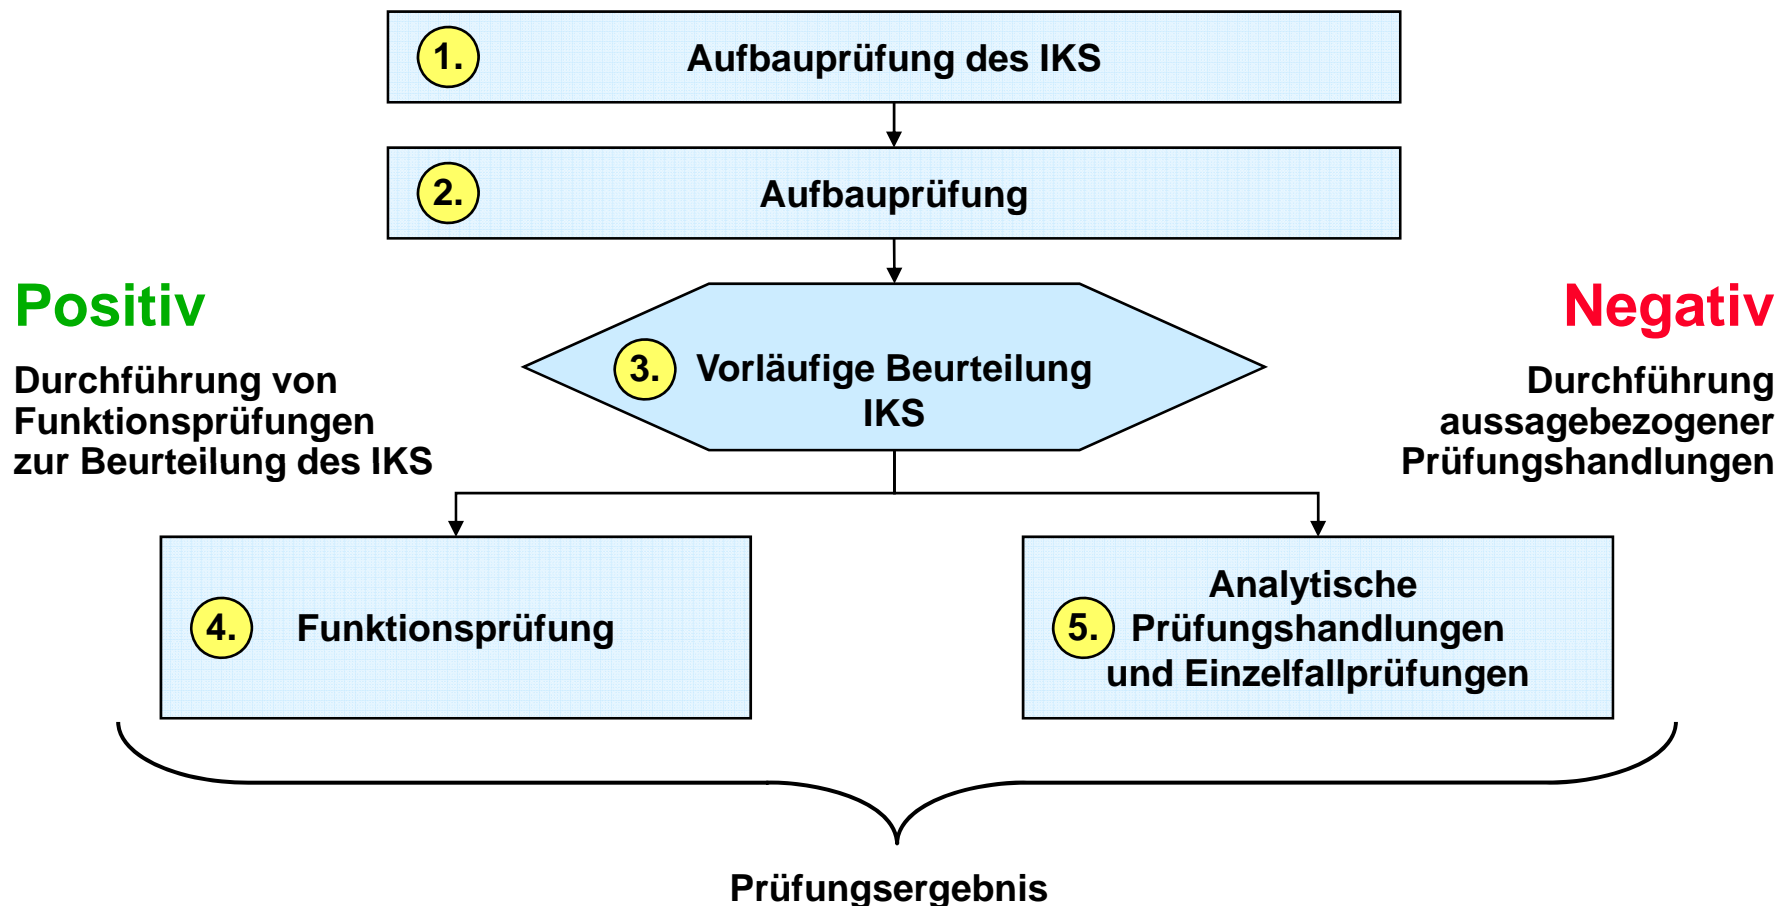 1. Aufbauprüfung des IKS
2. Aufbauprüfung
Positiv
Durchführung von
Funktionsprüfungen
zur Beurteilung des IKS
3. Vorläufige Beurteilung
IKS
Negativ
Durchführung
aussagebezogener
Prüfungshandlungen
4. Funktionsprüfung
Analytische
5. Prüfungshandlungen
und Einzelfallprüfungen
Prüfungsergebnis